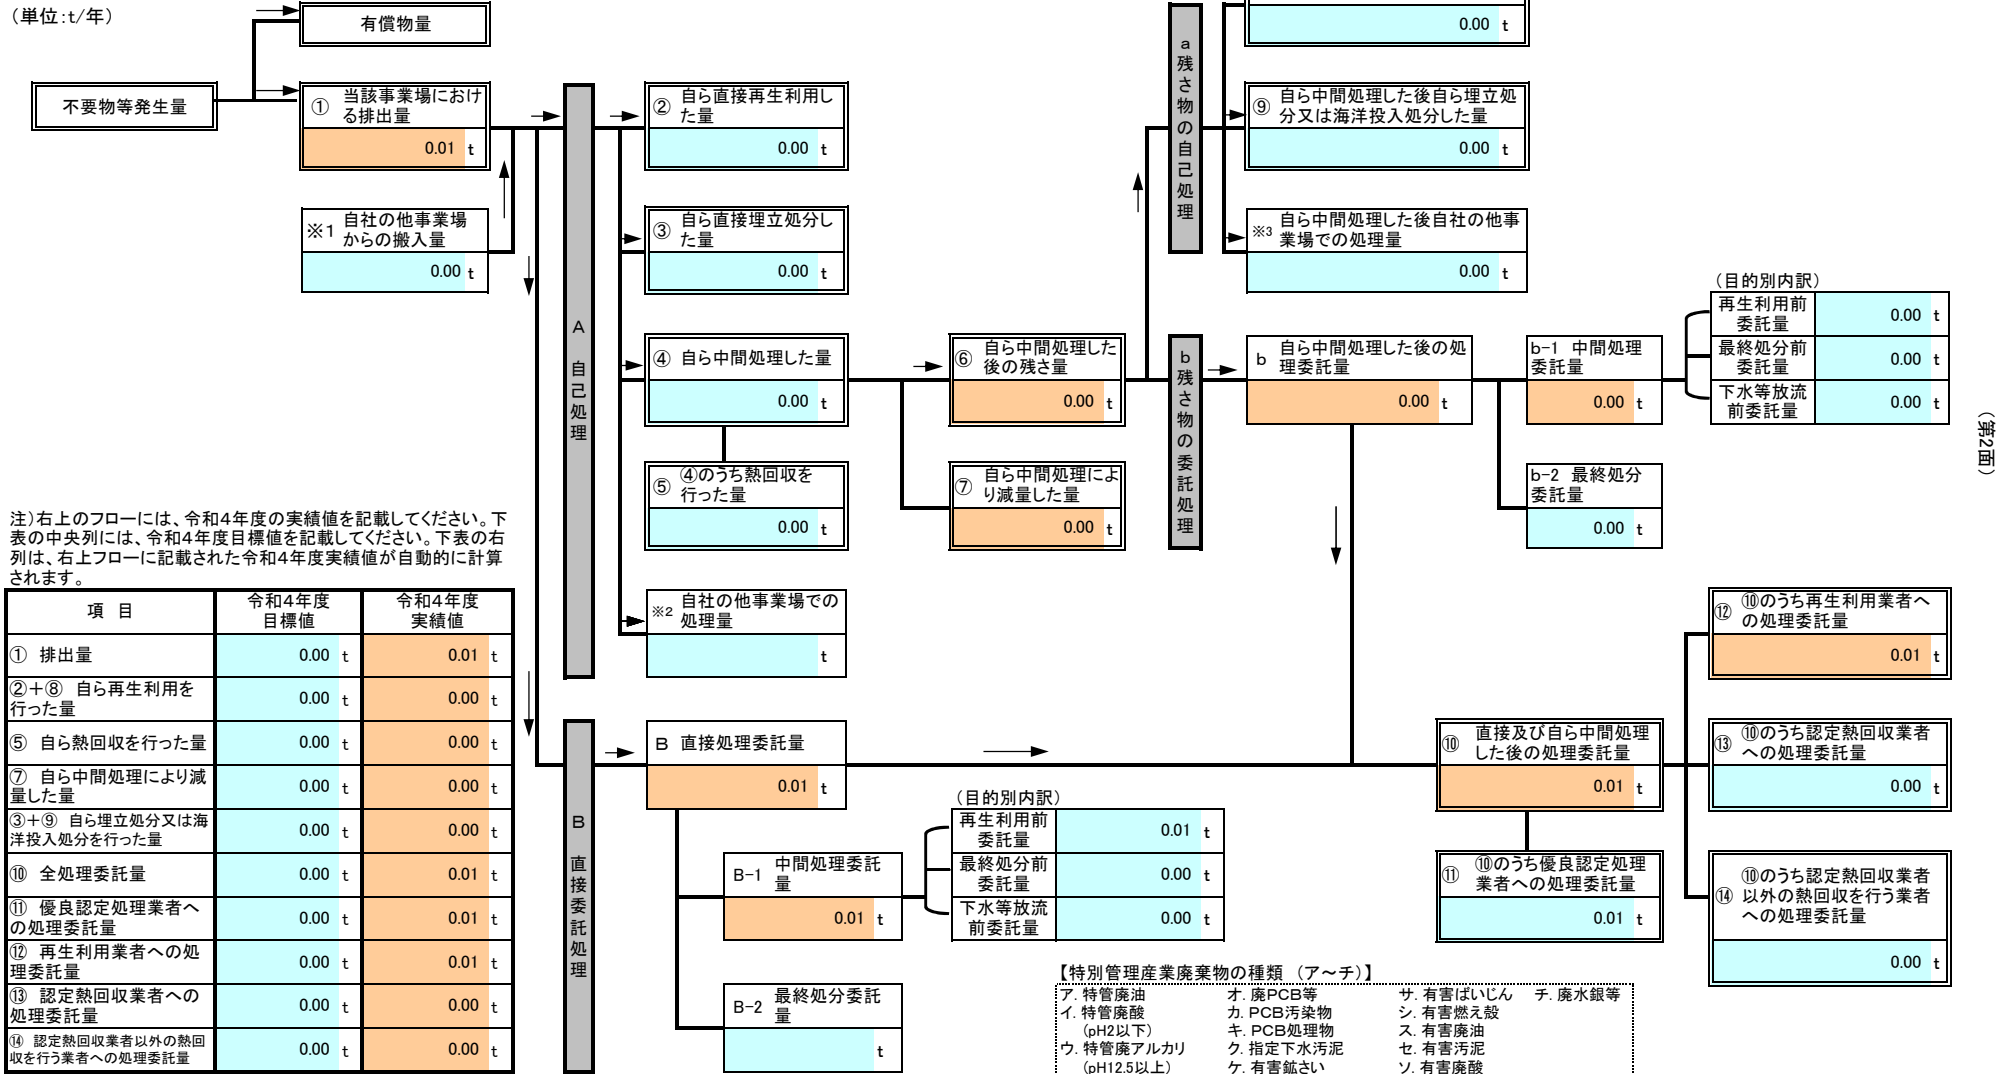 （単位：t/年）
有償物量
不要物等発生量
① 当該事業場におけ
る排出量
0.01 t
※1 自社の他事業場
からの搬入量
0.00 t
A 自己処理
② 自ら直接再生利用し
た量
0.00 t
③ 自ら直接埋立処分し
た量
0.00 t
④ 自ら中間処理した量
0.00 t
⑤ ④のうち熱回収を
行った量
0.00 t
※2 自社の他事業場での
処理量
t
⑥ 自ら中間処理した
後の残さ量
0.00 t
⑦ 自ら中間処理によ
り減量した量
0.00 t
a 残さ物の自己処理
0.00 t
⑨ 自ら中間処理した後自ら埋立処
分又は海洋投入処分した量
0.00 t
※3 自ら中間処理した後自社の他事
業場での処理量
0.00 t
b 残さ物の委託処理
b 自ら中間処理した後の処
理委託量
0.00 t
b-1 中間処理
委託量
0.00 t
b-2 最終処分
委託量
0.00 t
（目的別内訳）
再生利用前
委託量
0.00 t
最終処分前
委託量
0.00 t
下水等放流
前委託量
0.00 t
（第2面）
注）右上のフローには、令和４年度の実績値を記載してください。下
表の中央列には、令和４年度目標値を記載してください。下表の右
列は、右上フローに記載された令和４年度実績値が自動的に計算
されます。
項 目 令和４年度 令和４年度
目標値 実績値
① 排出量 0.00 t 0.01 t
②＋⑧ 自ら再生利用を
行った量 0.00 t 0.00 t
⑤ 自ら熱回収を行った量 0.00 t 0.00 t
⑦ 自ら中間処理により減
量した量 0.00 t 0.00 t
③＋⑨ 自ら埋立処分又は海
洋投入処分を行った量 0.00 t 0.00 t
⑩ 全処理委託量 0.00 t 0.01 t
⑪ 優良認定処理業者へ
の処理委託量 0.00 t 0.01 t
⑫ 再生利用業者への処
理委託量 0.00 t 0.01 t
⑬ 認定熱回収業者への
処理委託量 0.00 t 0.00 t
⑭ 認定熱回収業者以外の熱回
収を行う業者への処理委託量 0.00 t 0.00 t
B 直接委託処理
B 直接処理委託量
0.01 t
B-1 中間処理委託
量
0.01 t
B-2 最終処分委託
量
t
（目的別内訳）
再生利用前
委託量
0.01 t
最終処分前
委託量
0.00 t
下水等放流
前委託量
0.00 t
⑩ 直接及び自ら中間処理
した後の処理委託量
0.01 t
⑪ ⑩のうち優良認定処理
業者への処理委託量
0.01 t
⑫ ⑩のうち再生利用業者へ
の処理委託量
0.01 t
⑬ ⑩のうち認定熱回収業者
への処理委託量
0.00 t
⑭ ⑩のうち認定熱回収業者
以外の熱回収を行う業者
への処理委託量
0.00 t
【特別管理産業廃棄物の種類 （ア～チ）】
ア．特管廃油 オ．廃PCB等 サ．有害ばいじん チ．廃水銀等
イ．特管廃酸 カ．PCB汚染物 シ．有害燃え殻
（pH2以下） キ．PCB処理物 ス．有害廃油
ウ．特管廃アルカリ ク．指定下水汚泥 セ．有害汚泥
（pH12.5以上） ケ．有害鉱さい ソ．有害廃酸